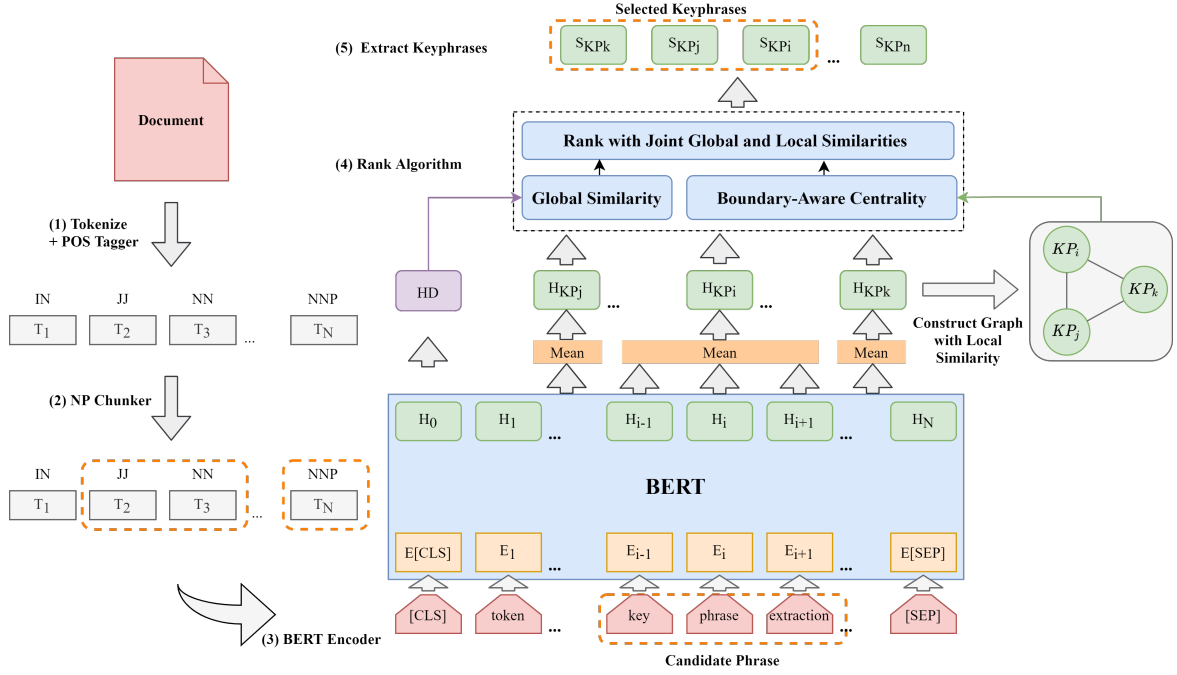 Selected Keyphrases
(5) Extract Keyphrases
S_KPk S_KPj S_KPi ... S_KPn
Document
Rank with Joint Global and Local Similarities
(4) Rank Algorithm
Global Similarity
Boundary-Aware Centrality
(1) Tokenize
+ POS Tagger
HD
H_KPj ... H_KPi ... H_KPk
KP_i
KP_k
KP_j
Construct Graph
with Local
Similarity
IN JJ NN NNP
T_1 T_2 T_3 ... T_N
Mean Mean Mean
(2) NP Chunker
H_0 H_1 ... H_i-1 H_i H_i+1 ... H_N
IN JJ NN NNP
T_1 T_2 T_3 ... T_N
BERT
E[CLS] E_1 ... E_i-1 E_i E_i+1 ... E[SEP]
[CLS] token ... key phrase extraction ... [SEP]
(3) BERT Encoder
Candidate Phrase